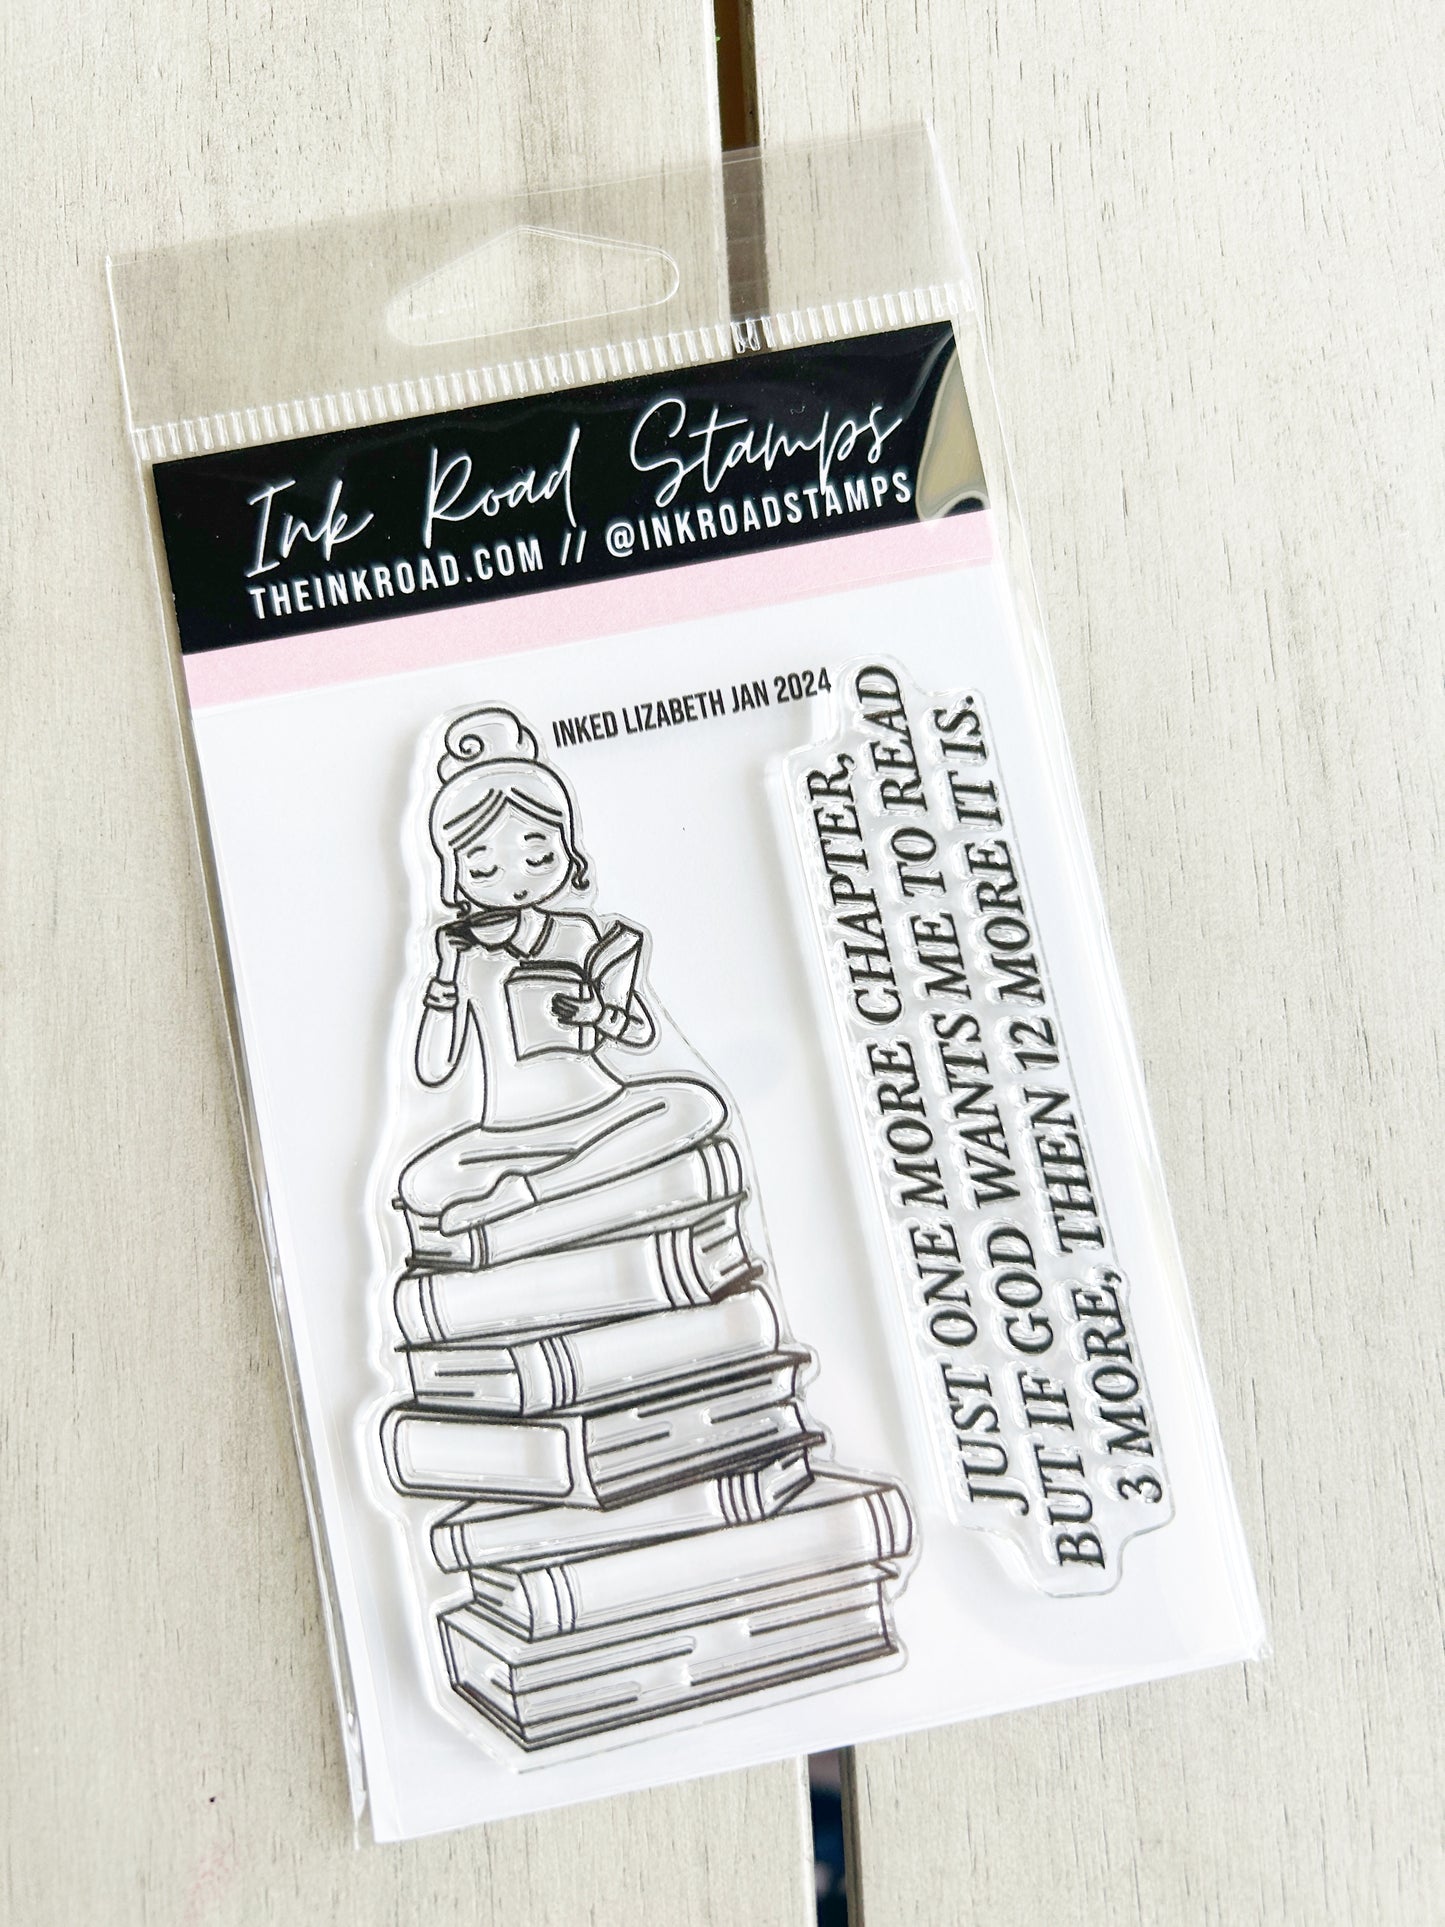 Ink Road Stamps
THEINKROAD.COM // @INKROADSTAMPS
INKED LIZABETH JAN 2024
JUST ONE MORE CHAPTER,
BUT IF GOD WANTS ME TO READ
3 MORE, THEN 12 MORE IT IS.